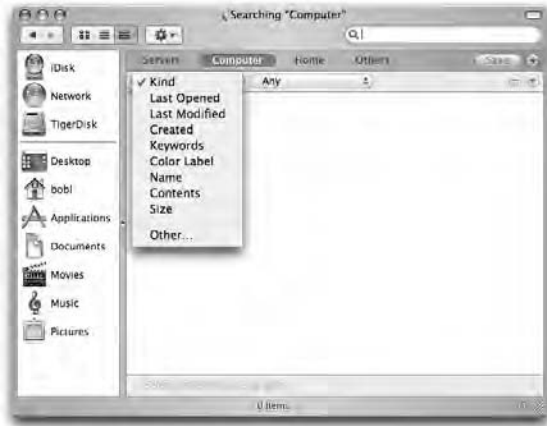 Searching "Computer"
Servers Computer Home Others Save
Kind Any
Last Opened
Last Modified
Created
Keywords
Color Label
Name
Contents
Size
Other...
iDisk
Network
TigerDisk
Desktop
bobl
Applications
Documents
Movies
Music
Pictures
0 items